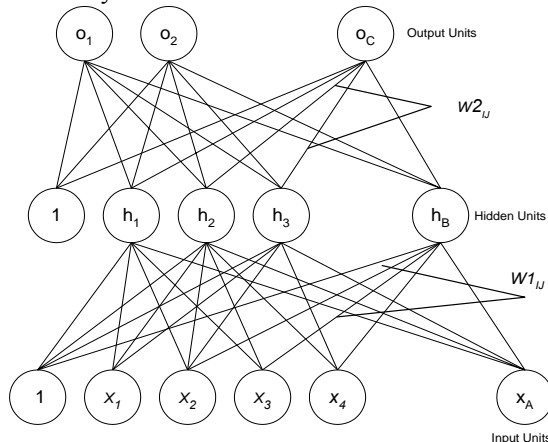 o1 o2 oC Output Units
W2IJ
1 h1 h2 h3 hB Hidden Units
W1IJ
1 x1 x2 x3 x4 xA
Input Units